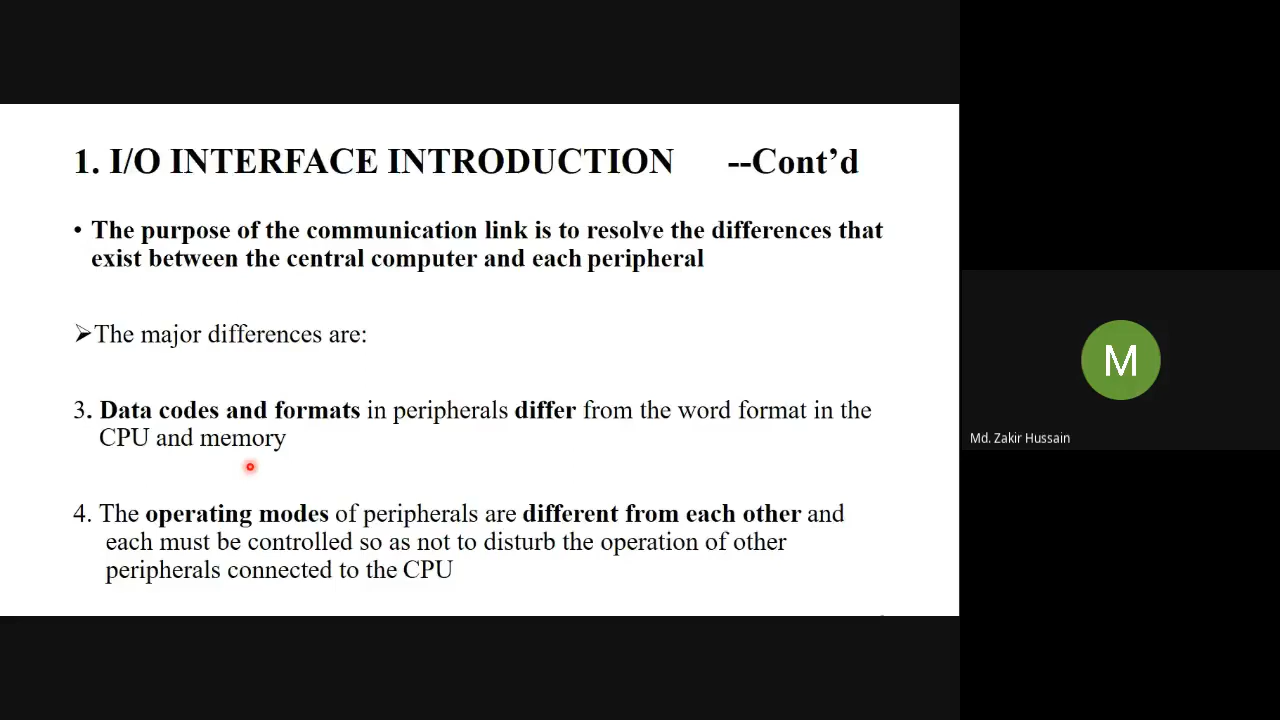 1. I/O INTERFACE INTRODUCTION --Cont’d
• The purpose of the communication link is to resolve the differences that
exist between the central computer and each peripheral
➢The major differences are:
3. Data codes and formats in peripherals differ from the word format in the
CPU and memory
4. The operating modes of peripherals are different from each other and
each must be controlled so as not to disturb the operation of other
peripherals connected to the CPU
M
Md. Zakir Hussain